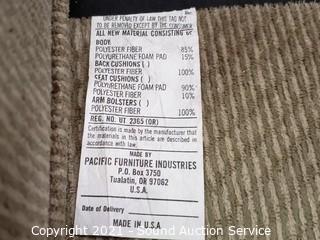 UNDER PENALTY OF LAW THIS TAG NOT
TO BE REMOVED EXCEPT BY THE CONSUMER
ALL NEW MATERIAL CONSISTING OF
BODY
POLYESTER FIBER 85%
POLYURETHANE FOAM PAD 15%
BACK CUSHIONS ( )
POLYESTER FIBER 100%
SEAT CUSHIONS ( )
POLYURETHANE FOAM PAD 90%
POLYESTER FIBER 10%
ARM BOLSTERS ( )
POLYESTER FIBER 100%
REG. NO. UT 2365 (OR)
Certification is made by the manufacturer that
the materials in this article are described in
accordance with law.
MADE BY
PACIFIC FURNITURE INDUSTRIES
P.O. Box 3750
Tualatin, OR 97062
U.S.A.
Date of Delivery
MADE IN U.S.A.
Copyright 2021 - Sound Auction Service